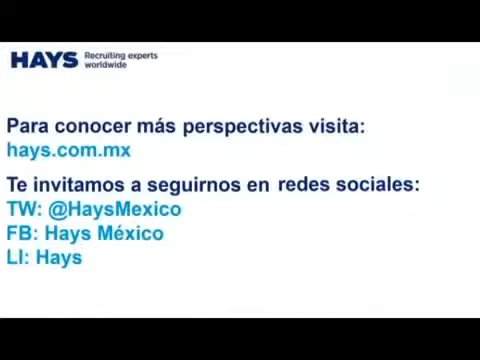 HAYS Recruiting experts
worldwide
Para conocer más perspectivas visita:
hays.com.mx
Te invitamos a seguirnos en redes sociales:
TW: @HaysMexico
FB: Hays México
LI: Hays